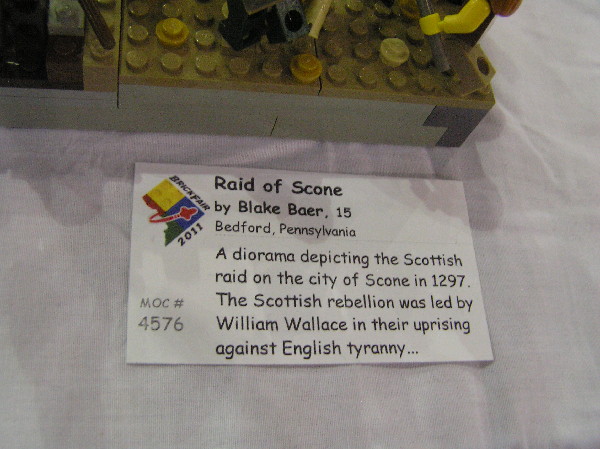 BRICKFAIR
2011
Raid of Scone
by Blake Baer, 15
Bedford, Pennsylvania
A diorama depicting the Scottish
raid on the city of Scone in 1297.
The Scottish rebellion was led by
William Wallace in their uprising
against English tyranny...
MOC #
4576